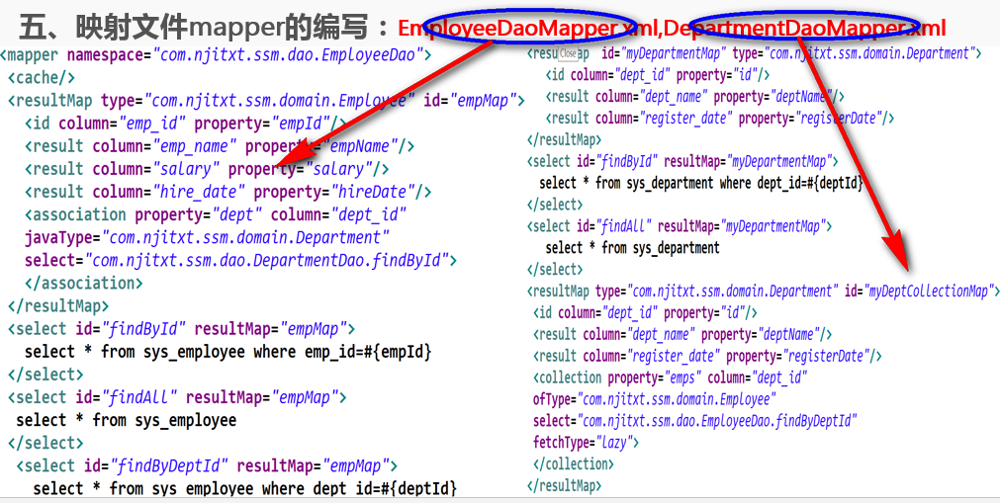 五、映射文件mapper的编写：EmployeeDaoMapper.xml,DepartmentDaoMapper.xml
<mapper namespace="com.njitxt.ssm.dao.EmployeeDao">
<cache/>
<resultMap type="com.njitxt.ssm.domain.Employee" id="empMap">
<id column="emp_id" property="empId"/>
<result column="emp_name" property="empName"/>
<result column="salary" property="salary"/>
<result column="hire_date" property="hireDate"/>
<association property="dept" column="dept_id"
javaType="com.njitxt.ssm.domain.Department"
select="com.njitxt.ssm.dao.DepartmentDao.findById">
</association>
</resultMap>
<select id="findById" resultMap="empMap">
select * from sys_employee where emp_id=#{empId}
</select>
<select id="findAll" resultMap="empMap">
select * from sys_employee
</select>
<select id="findByDeptId" resultMap="empMap">
select * from sys_employee where dept_id=#{deptId}
Close
id="myDepartmentMap" type="com.njitxt.ssm.domain.Department">
<id column="dept_id" property="id"/>
<result column="dept_name" property="deptName"/>
<result column="register_date" property="registerDate"/>
</resultMap>
<select id="findById" resultMap="myDepartmentMap">
select * from sys_department where dept_id=#{deptId}
</select>
<select id="findAll" resultMap="myDepartmentMap">
select * from sys_department
</select>
<resultMap type="com.njitxt.ssm.domain.Department" id="myDeptCollectionMap">
<id column="dept_id" property="id"/>
<result column="dept_name" property="deptName"/>
<result column="register_date" property="registerDate"/>
<collection property="emps" column="dept_id"
ofType="com.njitxt.ssm.domain.Employee"
select="com.njitxt.ssm.dao.EmployeeDao.findByDeptId"
fetchType="lazy">
</collection>
</resultMap>